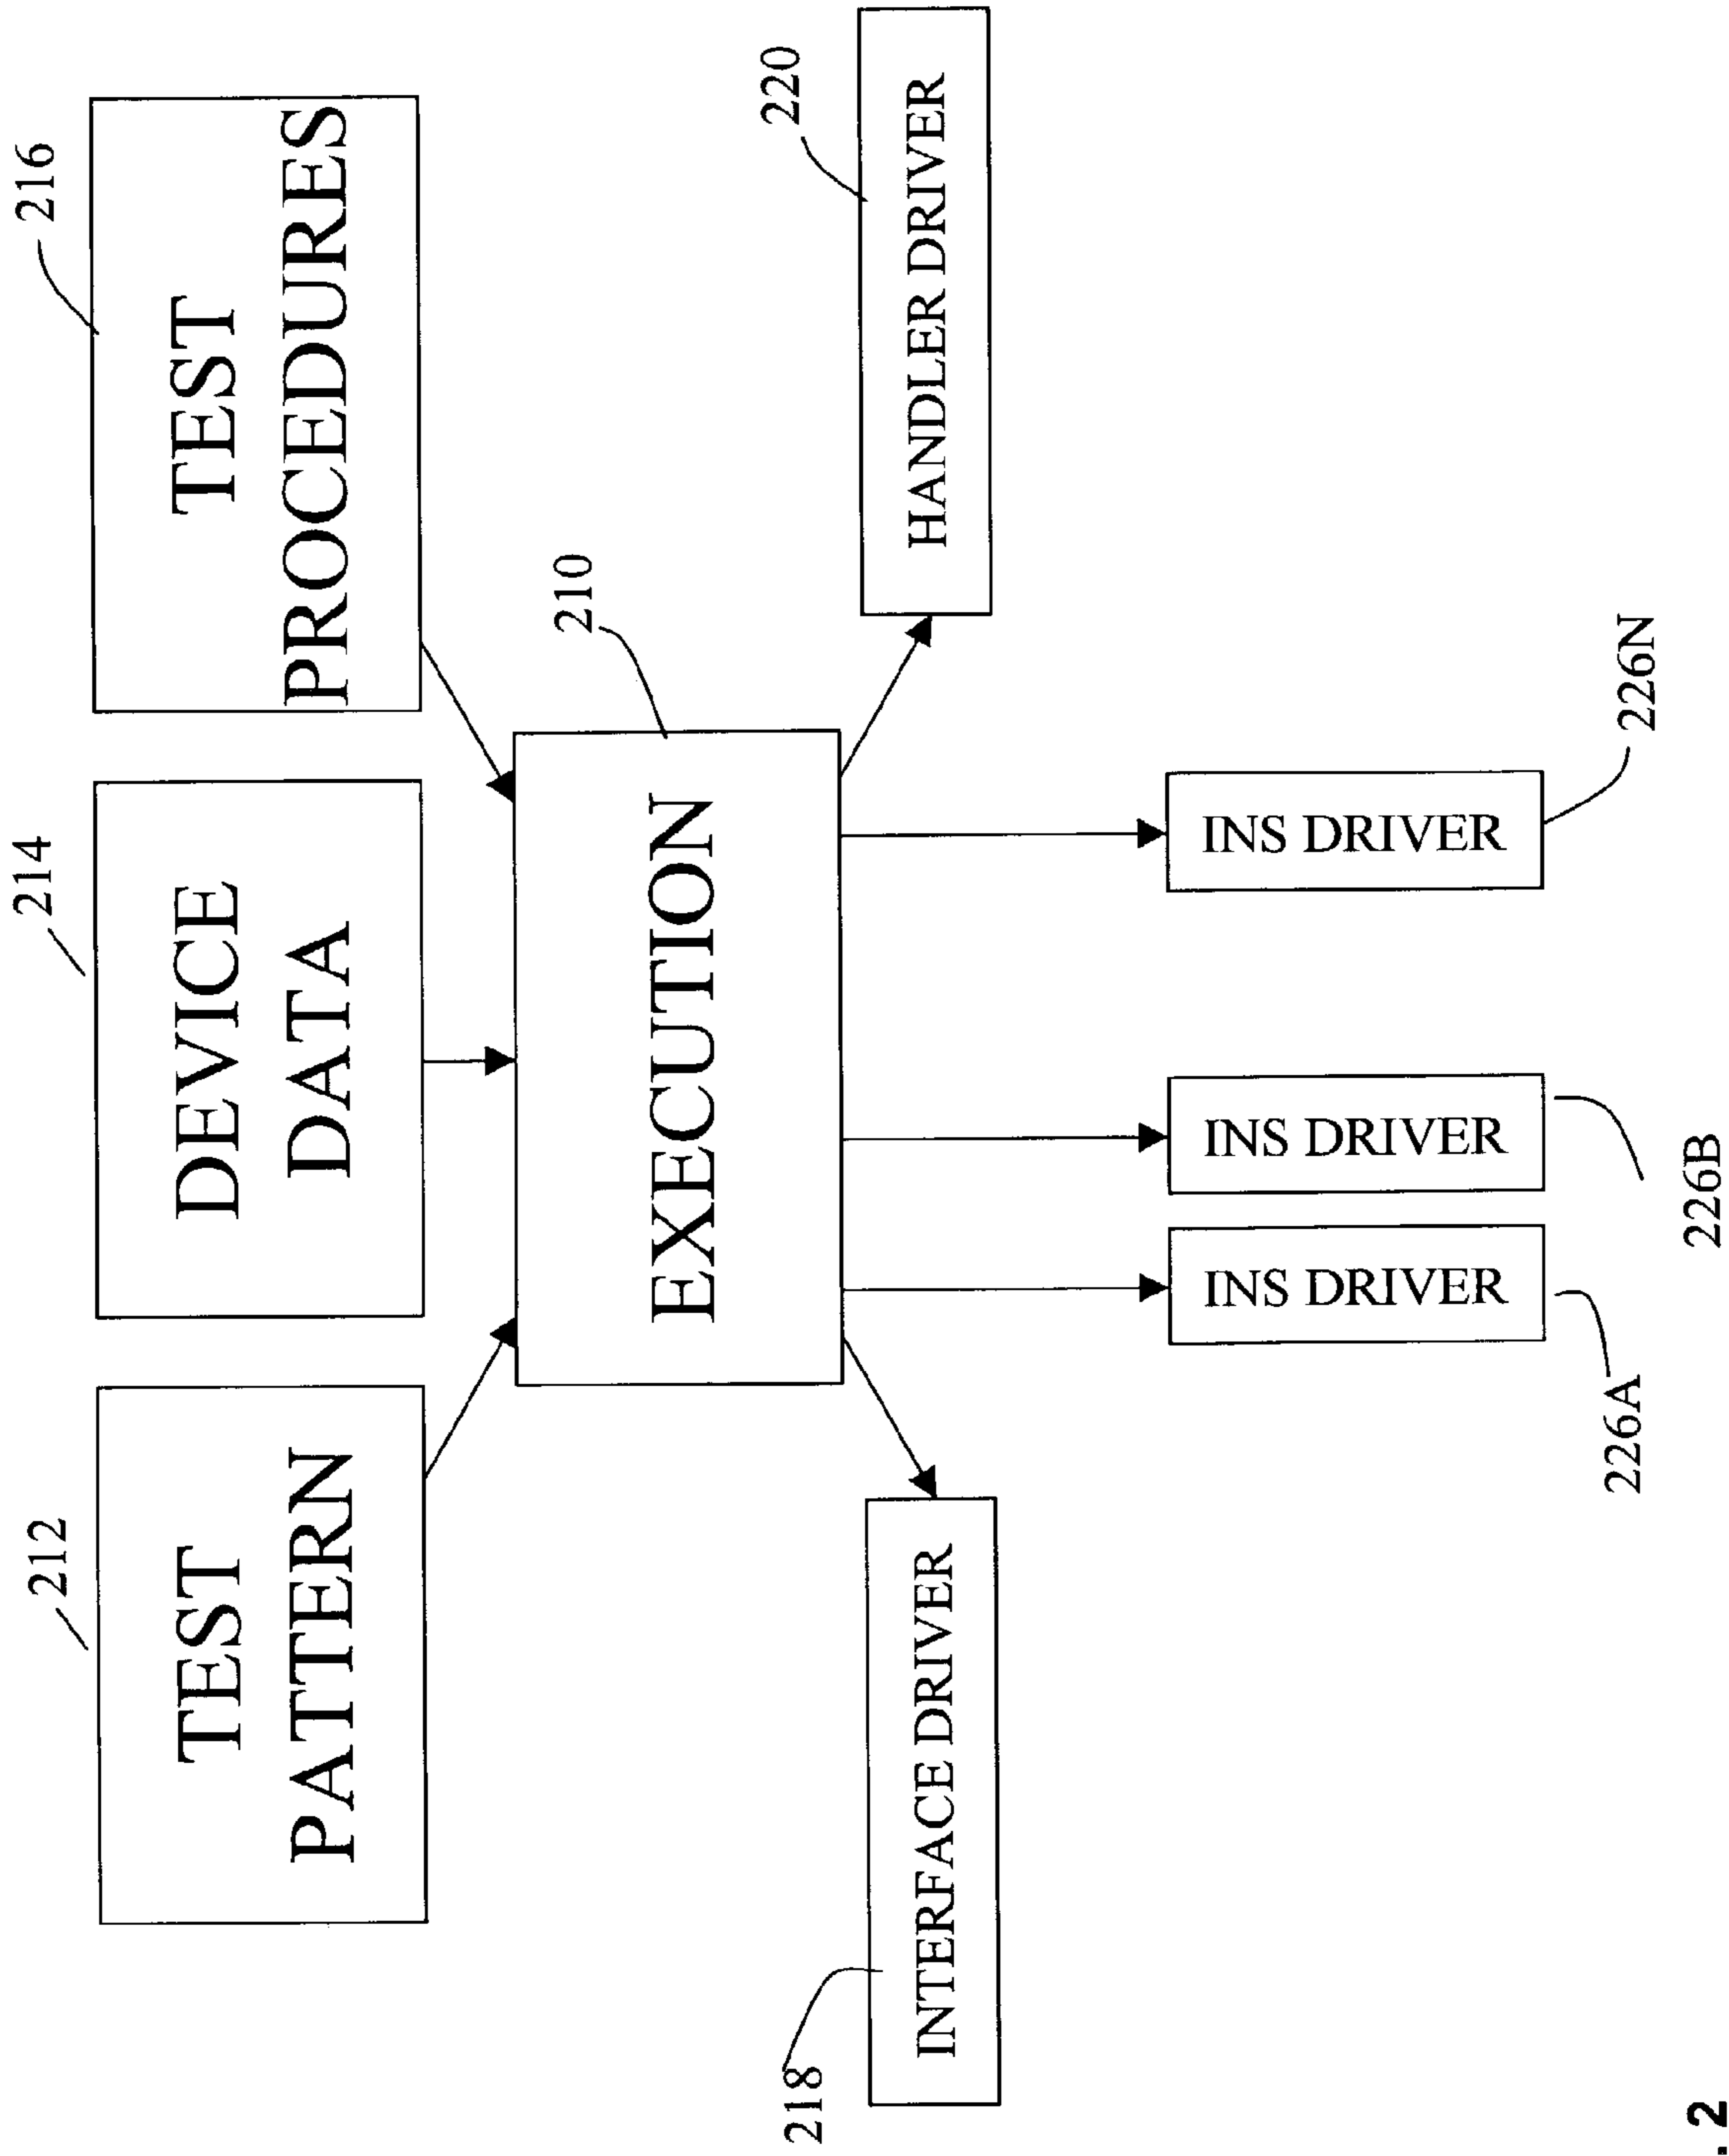 212
214
216
TEST
PATTERN
DEVICE
DATA
TEST
PROCEDURES
210
EXECUTION
218
INTERFACE DRIVER
220
HANDLER DRIVER
INS DRIVER
INS DRIVER
INS DRIVER
226A
226B
226N
. 2